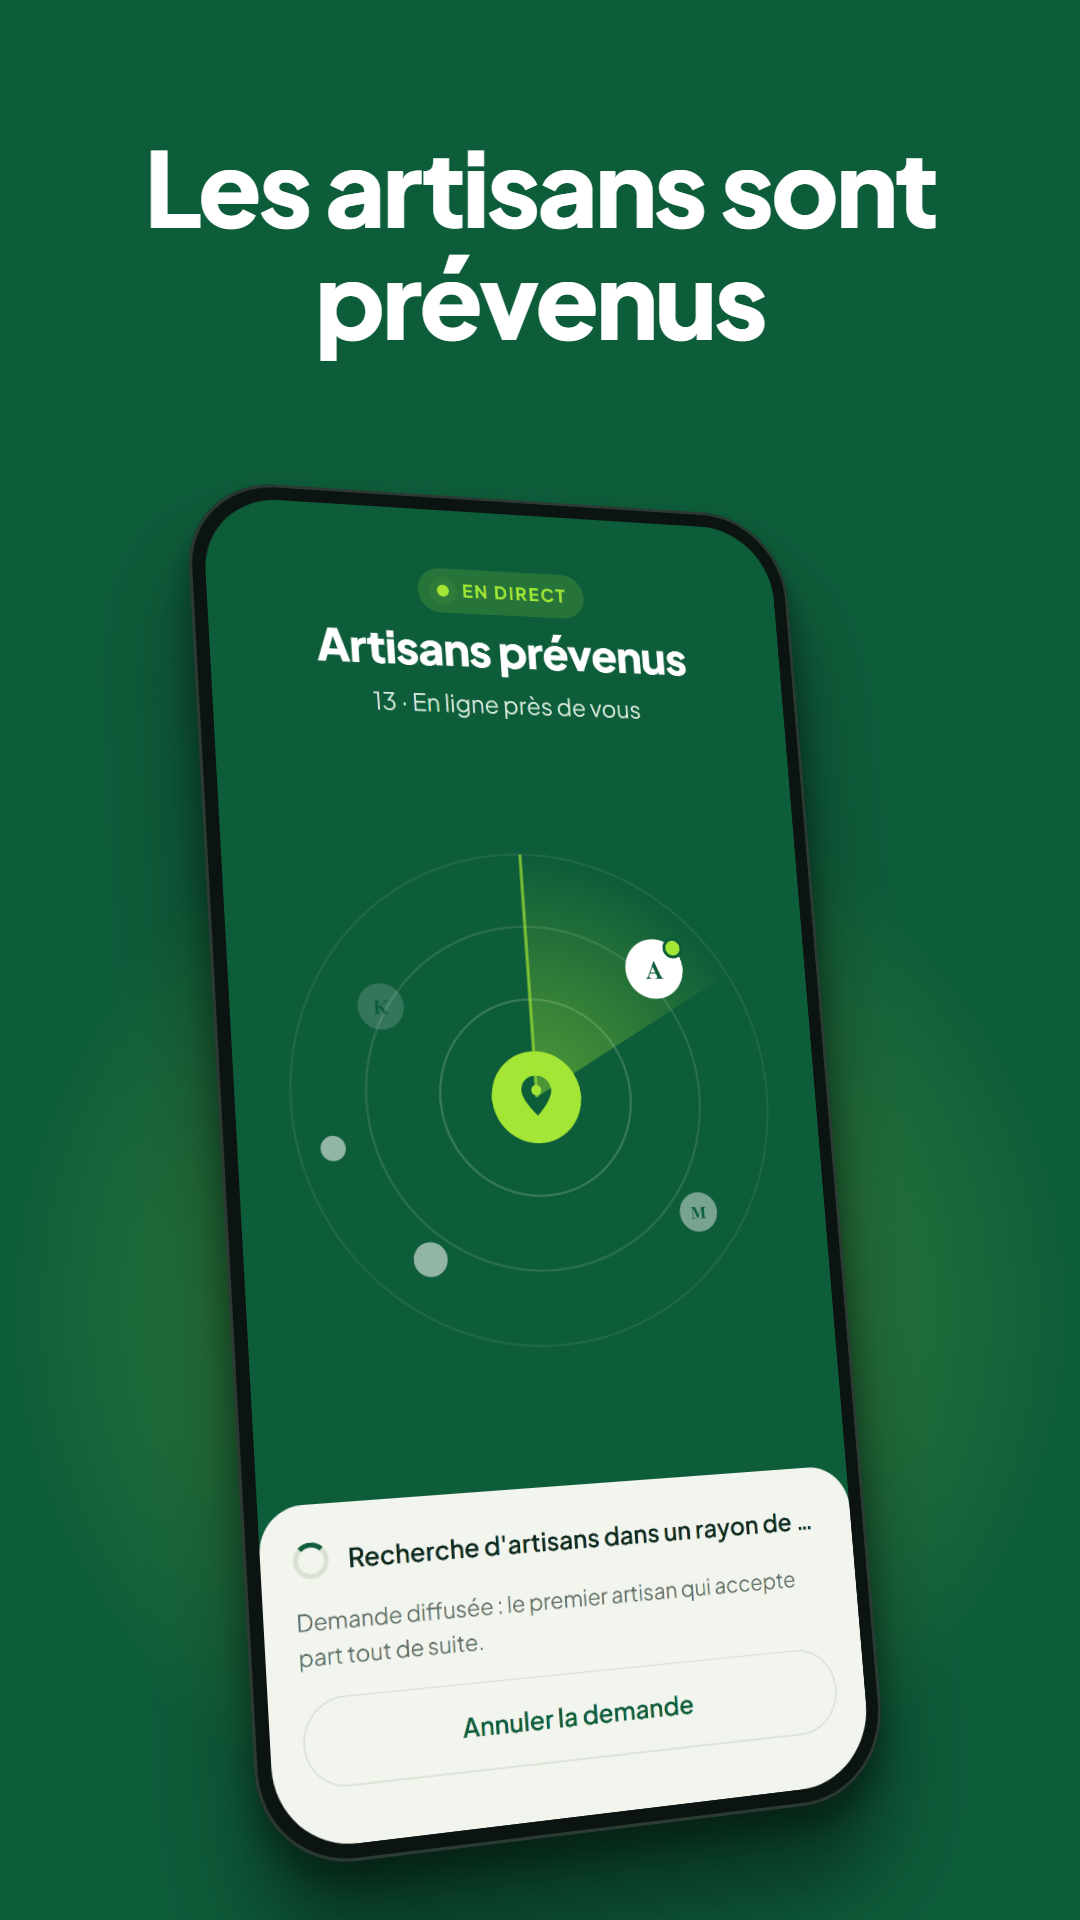 Les artisans sont
prévenus
EN DIRECT
Artisans prévenus
13 · En ligne près de vous
A
K
M
Recherche d'artisans dans un rayon de ...
Demande diffusée : le premier artisan qui accepte
part tout de suite.
Annuler la demande